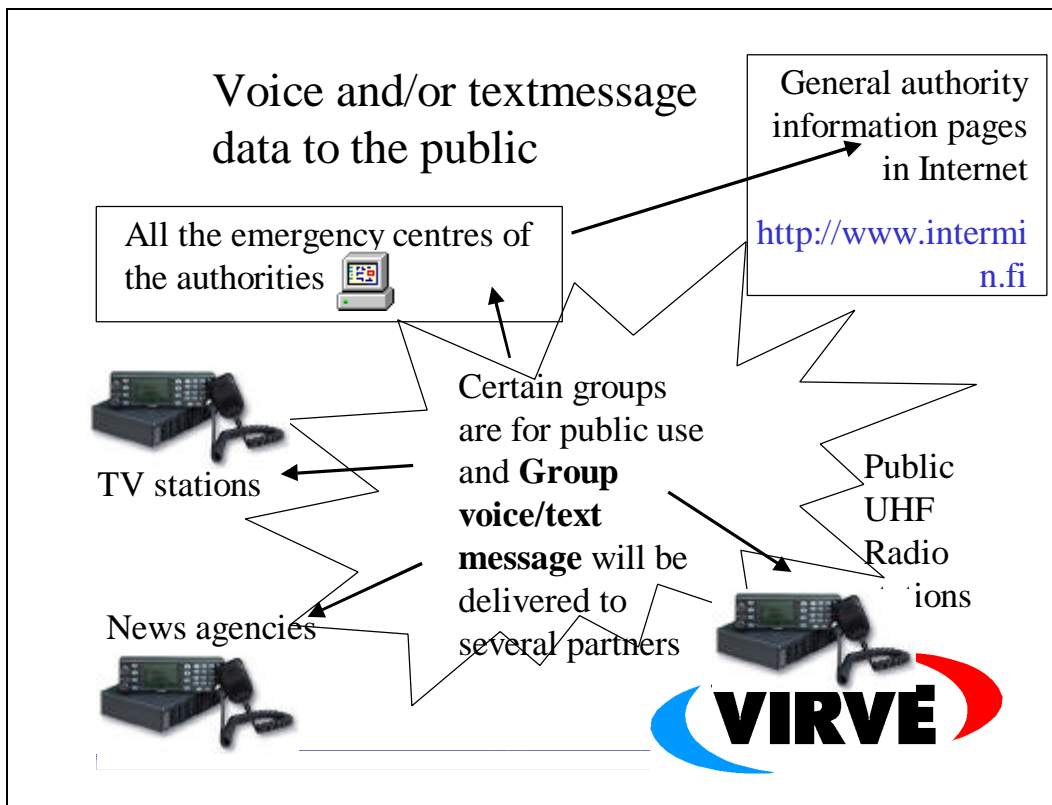 Voice and/or textmessage
data to the public
General authority
information pages
in Internet
http://www.intermi
n.fi
All the emergency centres of
the authorities
Certain groups
are for public use
and Group
voice/text
message will be
delivered to
several partners
TV stations
News agencies
Public
UHF
Radio
VIRVE